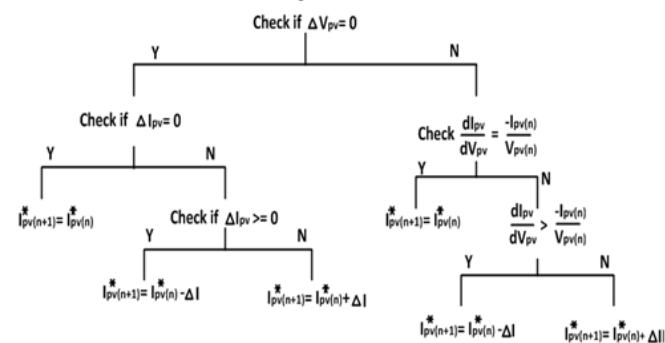 Check if ΔVpv= 0
Y N
Check if ΔIpv= 0
Check dIpv/dVpv = -Ipv(n)/Vpv(n)
Y N
Y N
I*pv(n+1)= I*pv(n)
Check if ΔIpv >= 0
I*pv(n+1)= I*pv(n)
dIpv/dVpv > -Ipv(n)/Vpv(n)
Y N
Y N
I*pv(n+1)= I*pv(n) -ΔI
I*pv(n+1)= I*pv(n)+ΔI
I*pv(n+1)= I*pv(n) -ΔI
I*pv(n+1)= I*pv(n)+ ΔI